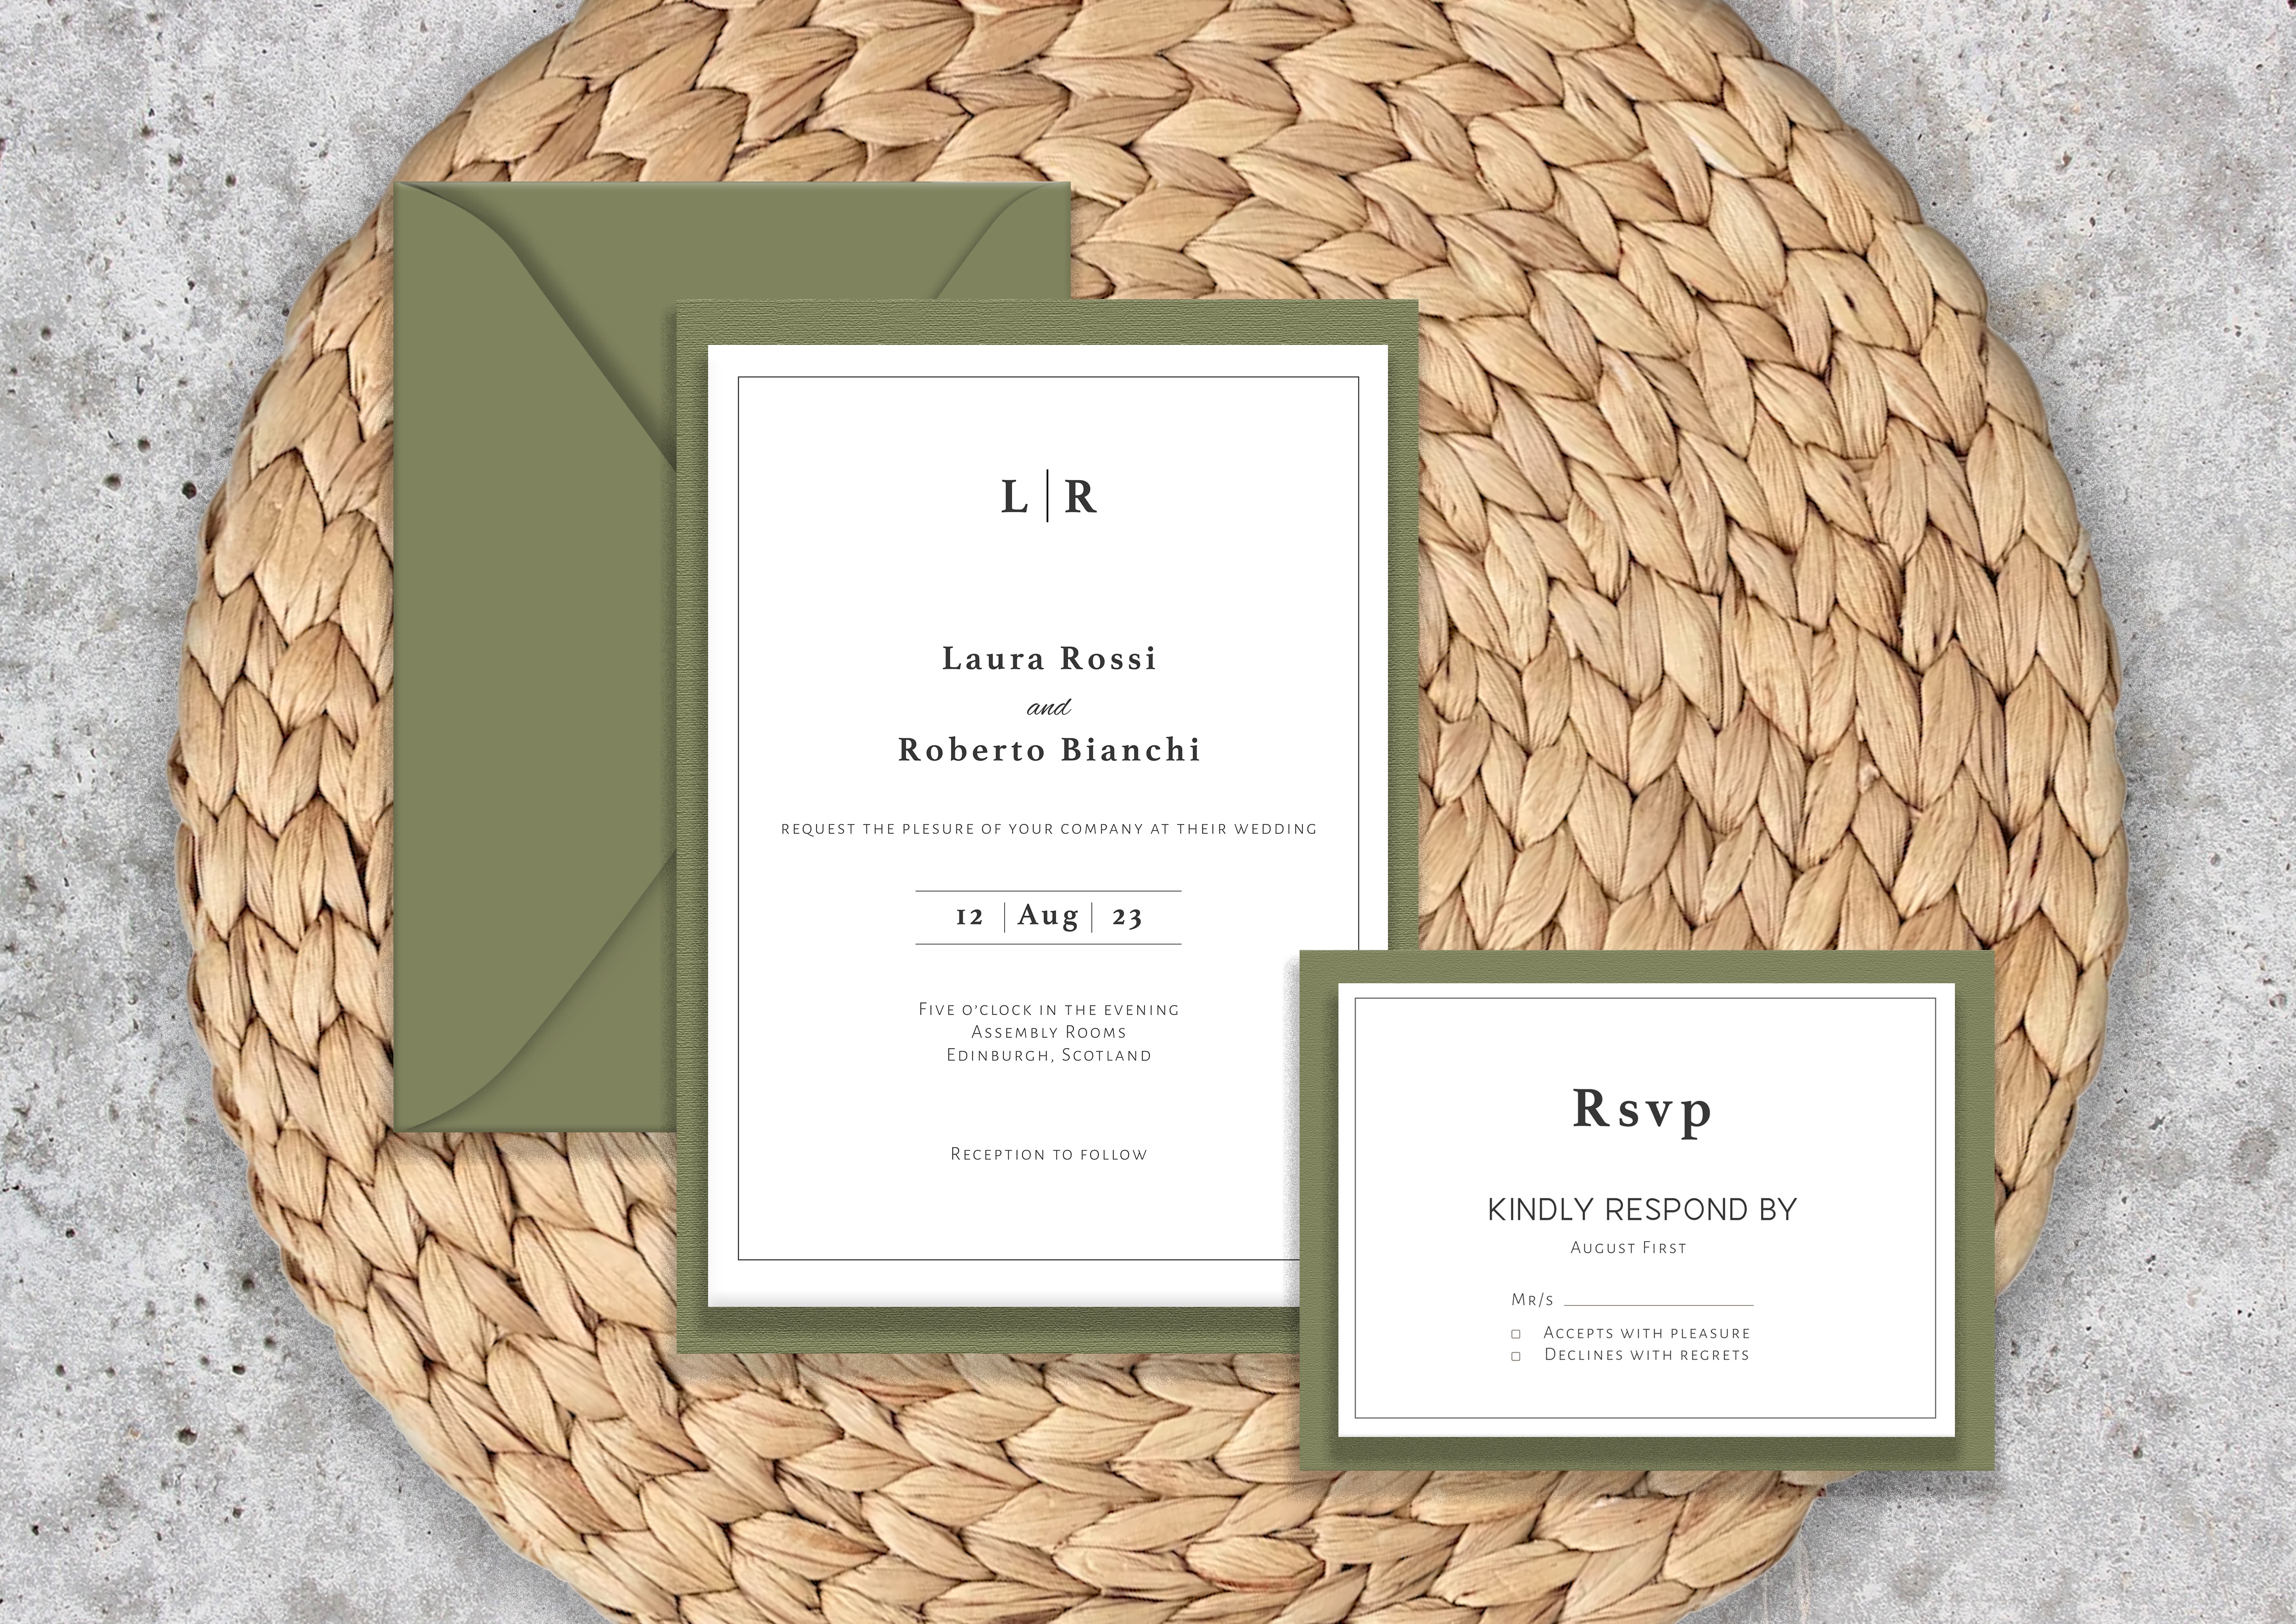 L | R
Laura Rossi
and
Roberto Bianchi
REQUEST THE PLESURE OF YOUR COMPANY AT THEIR WEDDING
12 | Aug | 23
FIVE O'CLOCK IN THE EVENING
ASSEMBLY ROOMS
EDINBURGH, SCOTLAND
RECEPTION TO FOLLOW
Rsvp
KINDLY RESPOND BY
AUGUST FIRST
MR/S
ACCEPTS WITH PLEASURE
DECLINES WITH REGRETS